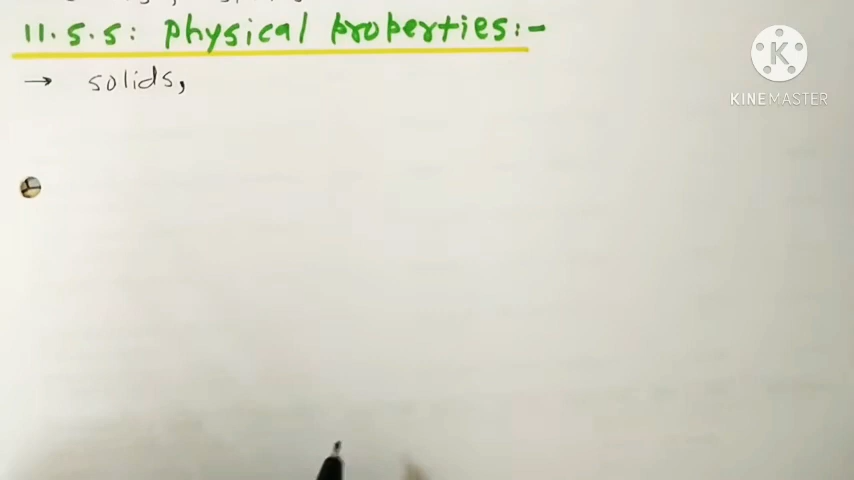 11.5.5: Physical properties:-
→ solids,
K
KINEMASTER